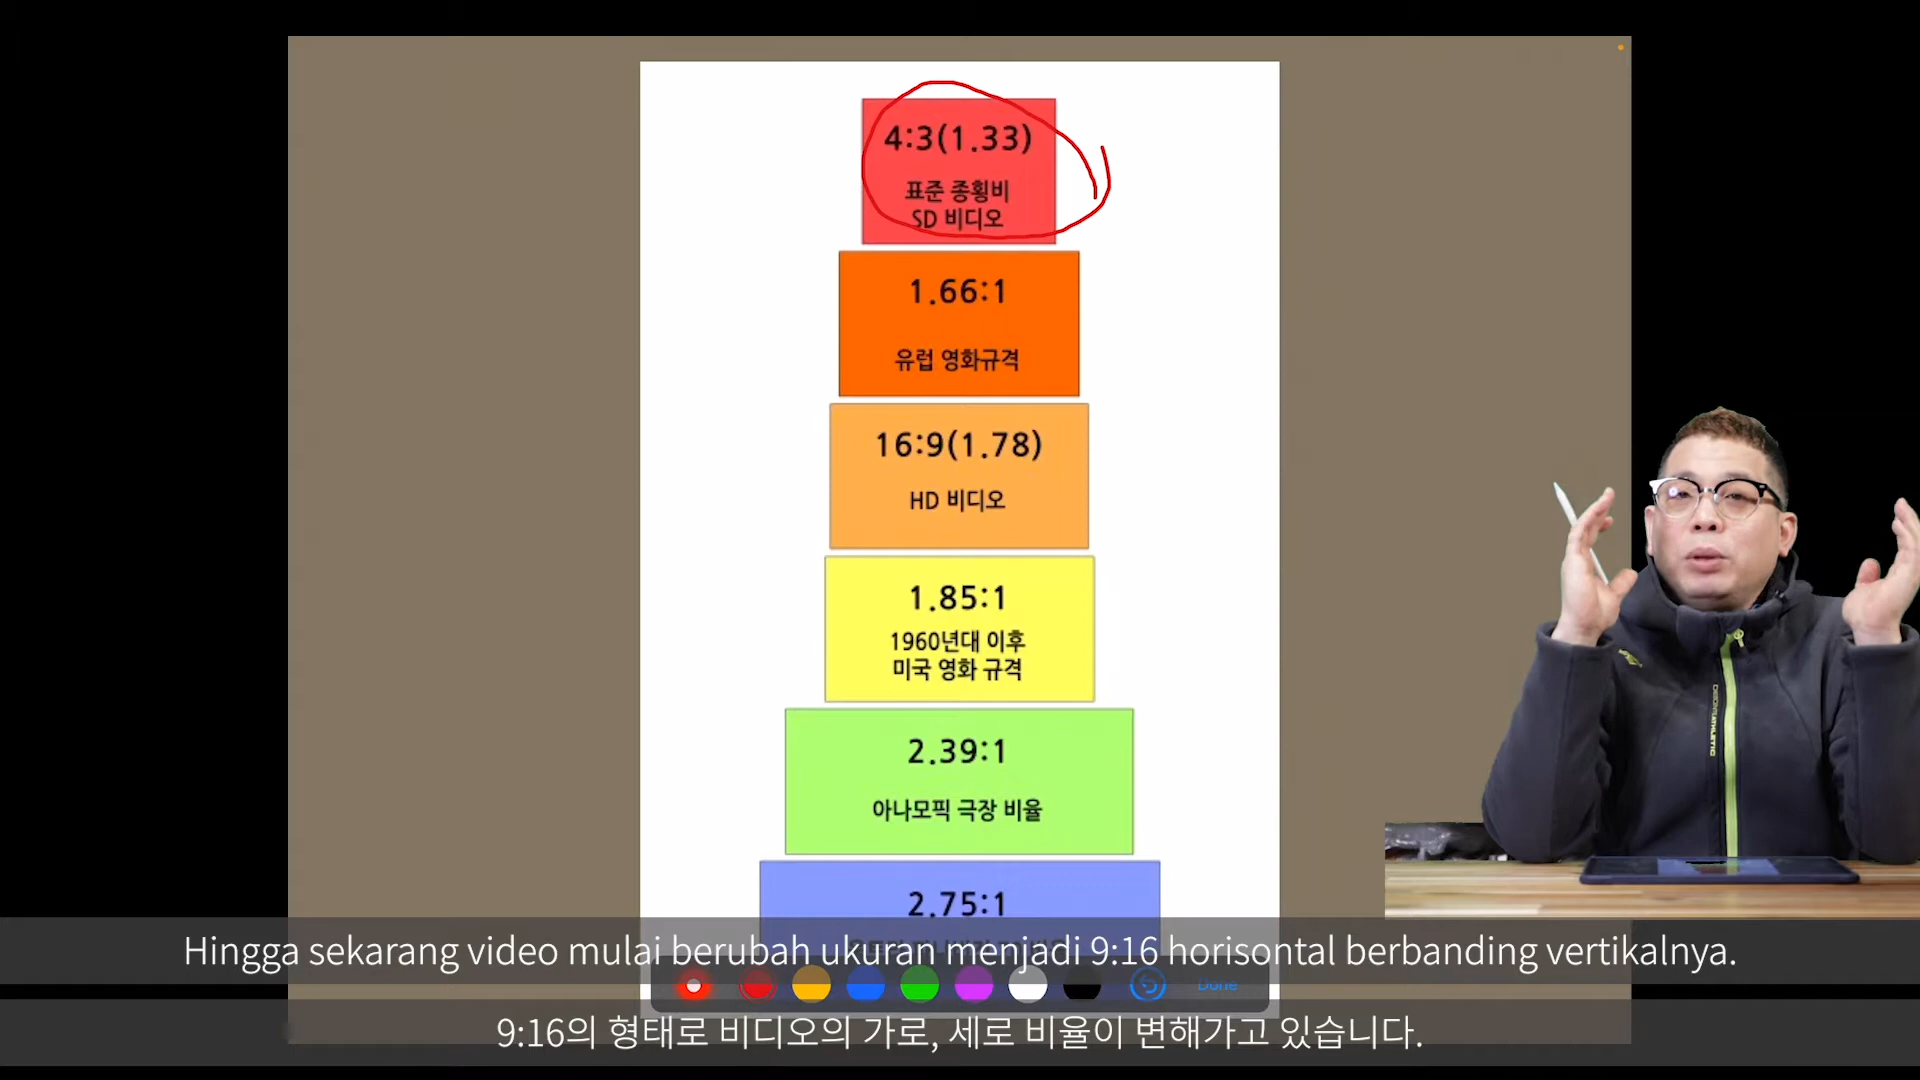 4:3(1.33)
표준 종횡비
SD 비디오
1.66:1
유럽 영화규격
16:9(1.78)
HD 비디오
1.85:1
1960년대 이후
미국 영화 규격
2.39:1
아나모픽 극장 비율
2.75:1
Hingga sekarang video mulai berubah ukuran menjadi 9:16 horisontal berbanding vertikalnya.
Done
9:16의 형태로 비디오의 가로, 세로 비율이 변해가고 있습니다.